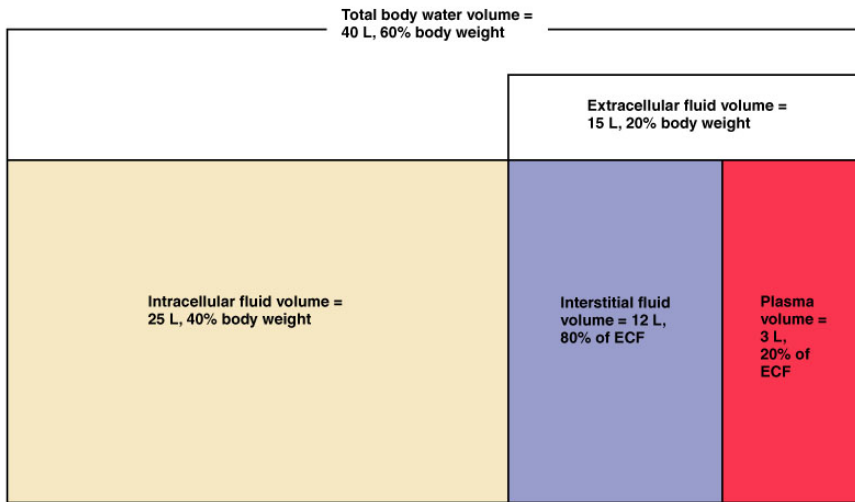 Total body water volume =
40 L, 60% body weight
Extracellular fluid volume =
15 L, 20% body weight
Intracellular fluid volume =
25 L, 40% body weight
Interstitial fluid
volume = 12 L,
80% of ECF
Plasma
volume =
3 L,
20% of
ECF